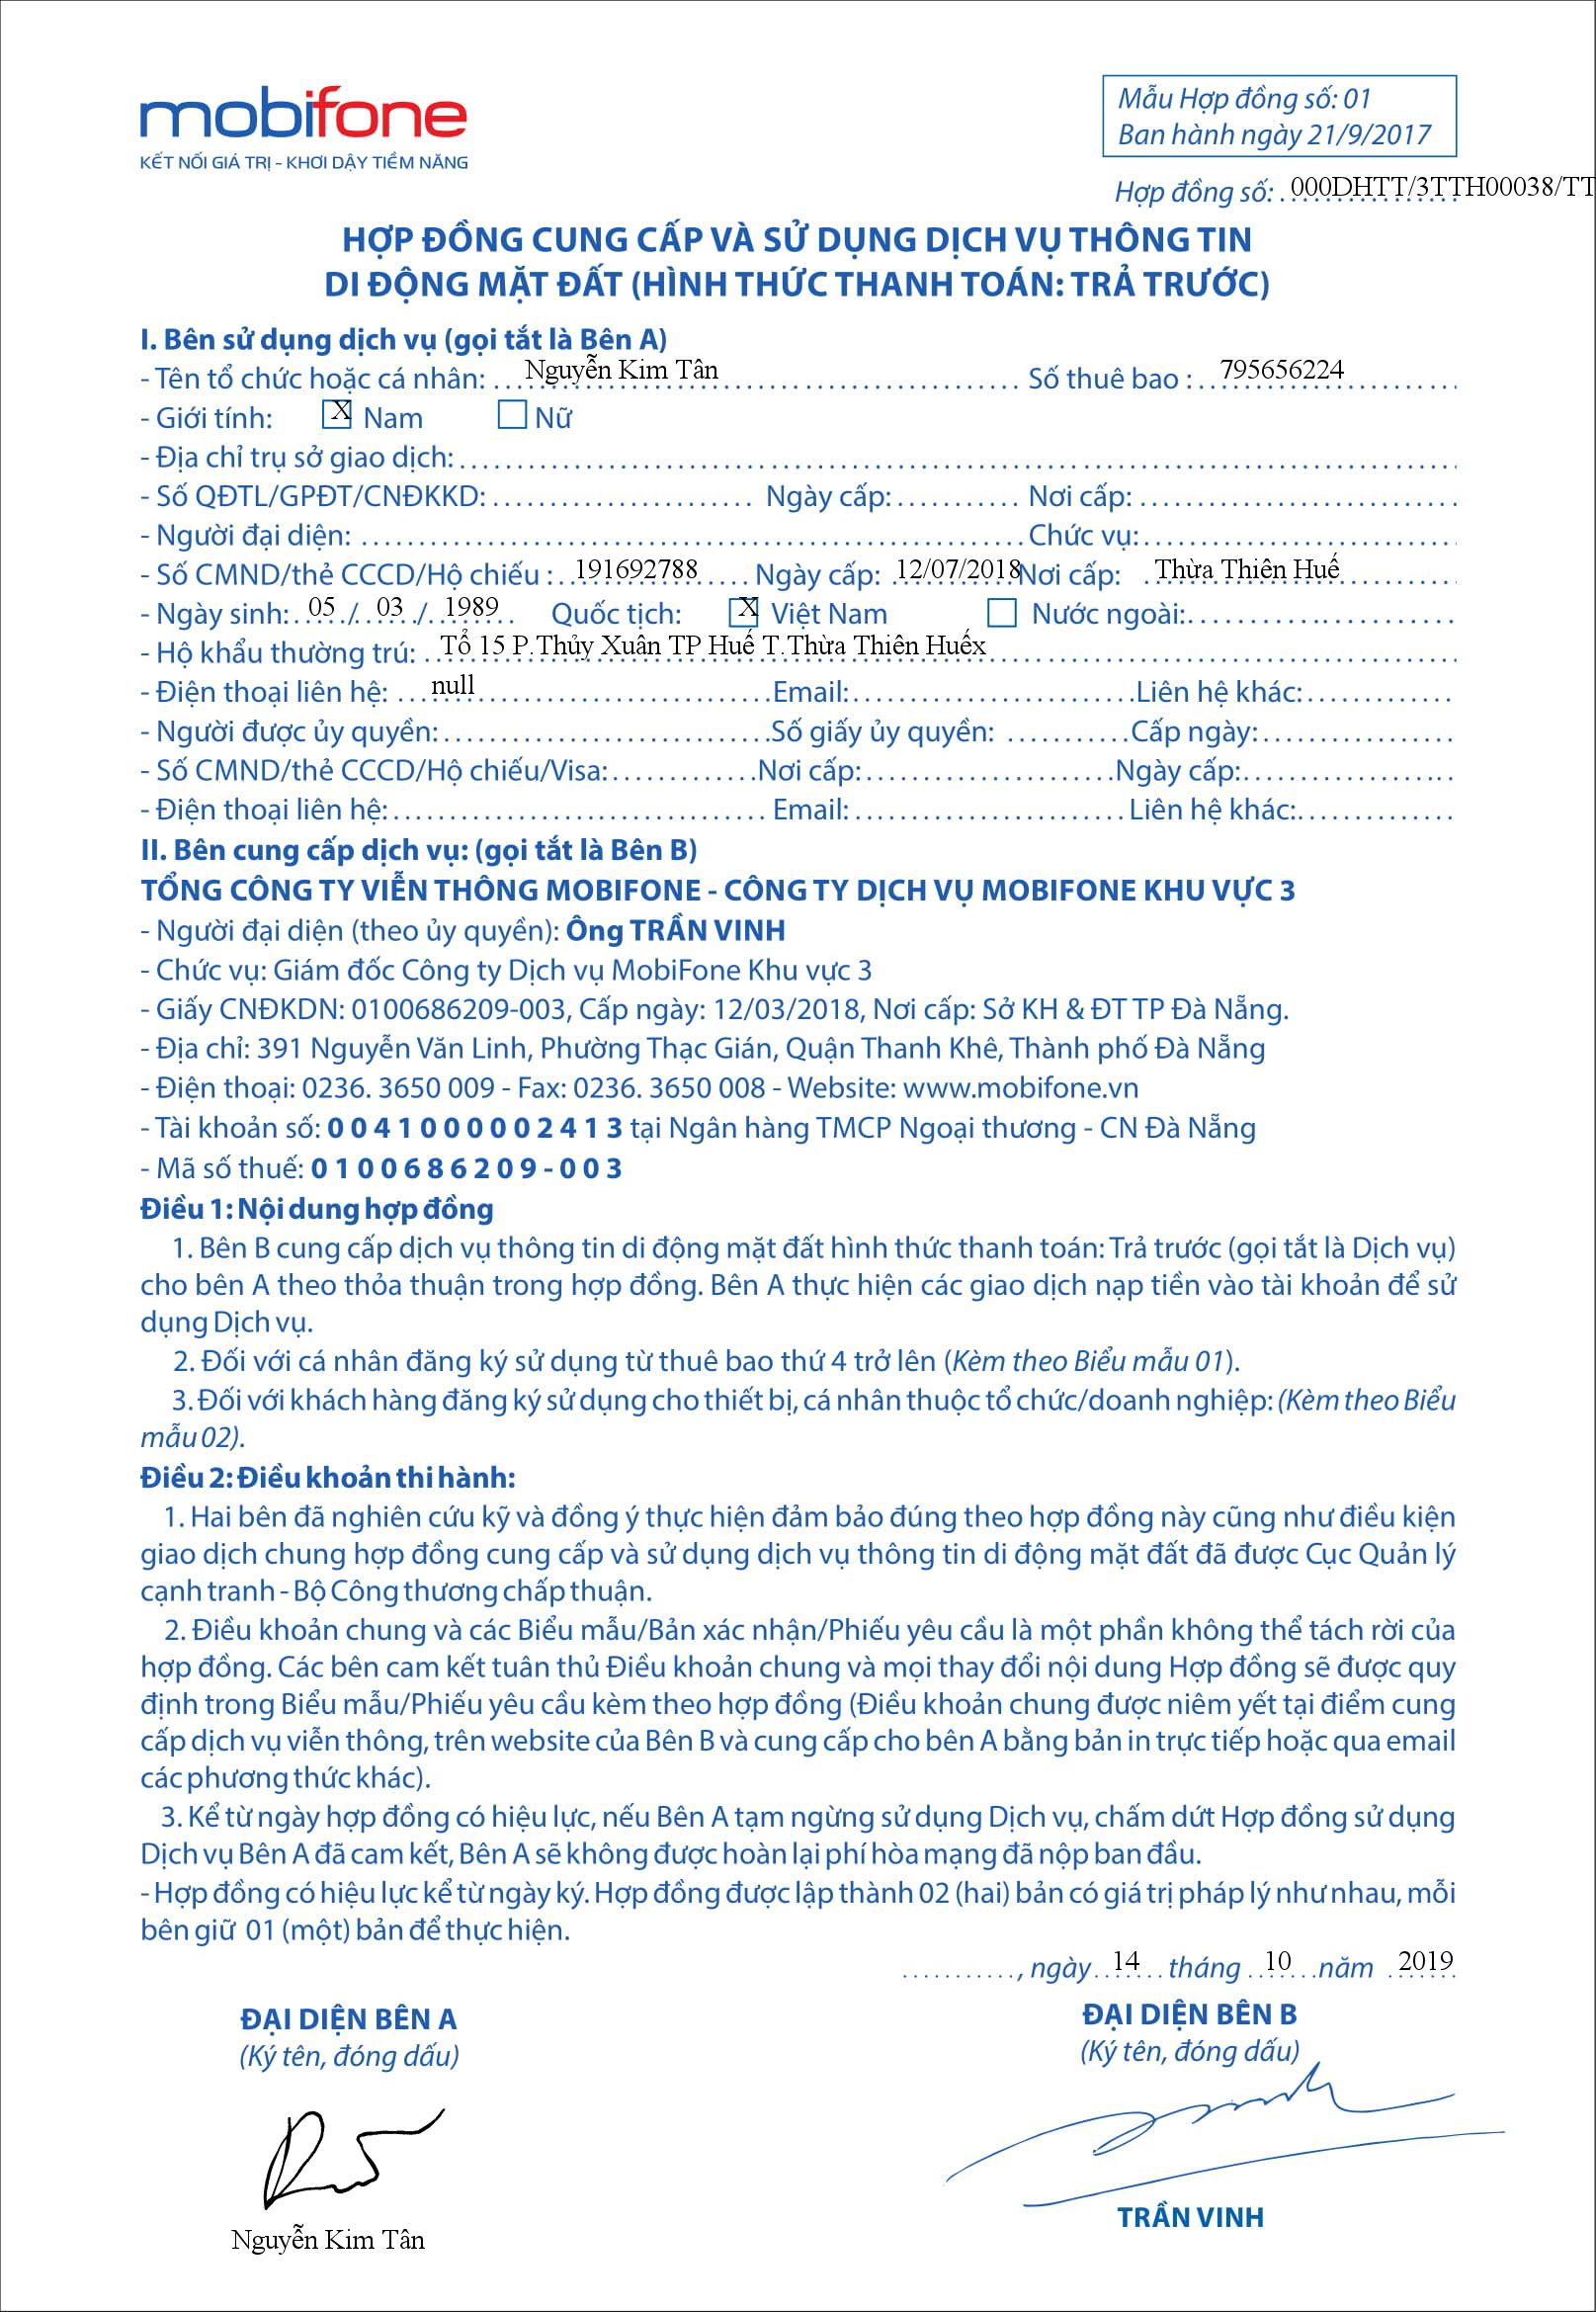 mobifone
KẾT NỐI GIÁ TRỊ - KHƠI DẬY TIỀM NĂNG
Mẫu Hợp đồng số: 01
Ban hành ngày 21/9/2017
Hợp đồng số: 000DHTT/3TTH00038/TT
HỢP ĐỒNG CUNG CẤP VÀ SỬ DỤNG DỊCH VỤ THÔNG TIN
DI ĐỘNG MẶT ĐẤT (HÌNH THỨC THANH TOÁN: TRẢ TRƯỚC)
I. Bên sử dụng dịch vụ (gọi tắt là Bên A)
- Tên tổ chức hoặc cá nhân: Nguyễn Kim Tân Số thuê bao : 795656224
- Giới tính: X Nam Nữ
- Địa chỉ trụ sở giao dịch:
- Số QĐTL/GPĐT/CNĐKKD: Ngày cấp: Nơi cấp:
- Người đại diện: Chức vụ:
- Số CMND/thẻ CCCD/Hộ chiếu : 191692788 Ngày cấp: 12/07/2018 Nơi cấp: Thừa Thiên Huế
- Ngày sinh: 05 / 03 / 1989 Quốc tịch: X Việt Nam Nước ngoài:
- Hộ khẩu thường trú: Tổ 15 P.Thủy Xuân TP Huế T.Thừa Thiên Huếx
- Điện thoại liên hệ: null Email: Liên hệ khác:
- Người được ủy quyền: Số giấy ủy quyền: Cấp ngày:
- Số CMND/thẻ CCCD/Hộ chiếu/Visa: Nơi cấp: Ngày cấp:
- Điện thoại liên hệ: Email: Liên hệ khác:
II. Bên cung cấp dịch vụ: (gọi tắt là Bên B)
TỔNG CÔNG TY VIỄN THÔNG MOBIFONE - CÔNG TY DỊCH VỤ MOBIFONE KHU VỰC 3
- Người đại diện (theo ủy quyền): Ông TRẦN VINH
- Chức vụ: Giám đốc Công ty Dịch vụ MobiFone Khu vực 3
- Giấy CNĐKDN: 0100686209-003, Cấp ngày: 12/03/2018, Nơi cấp: Sở KH & ĐT TP Đà Nẵng.
- Địa chỉ: 391 Nguyễn Văn Linh, Phường Thạc Gián, Quận Thanh Khê, Thành phố Đà Nẵng
- Điện thoại: 0236. 3650 009 - Fax: 0236. 3650 008 - Website: www.mobifone.vn
- Tài khoản số: 0 0 4 1 0 0 0 0 0 2 4 1 3 tại Ngân hàng TMCP Ngoại thương - CN Đà Nẵng
- Mã số thuế: 0 1 0 0 6 8 6 2 0 9 - 0 0 3
Điều 1: Nội dung hợp đồng
1. Bên B cung cấp dịch vụ thông tin di động mặt đất hình thức thanh toán: Trả trước (gọi tắt là Dịch vụ)
cho bên A theo thỏa thuận trong hợp đồng. Bên A thực hiện các giao dịch nạp tiền vào tài khoản để sử
dụng Dịch vụ.
2. Đối với cá nhân đăng ký sử dụng từ thuê bao thứ 4 trở lên (Kèm theo Biểu mẫu 01).
3. Đối với khách hàng đăng ký sử dụng cho thiết bị, cá nhân thuộc tổ chức/doanh nghiệp: (Kèm theo Biểu
mẫu 02).
Điều 2: Điều khoản thi hành:
1. Hai bên đã nghiên cứu kỹ và đồng ý thực hiện đảm bảo đúng theo hợp đồng này cũng như điều kiện
giao dịch chung hợp đồng cung cấp và sử dụng dịch vụ thông tin di động mặt đất đã được Cục Quản lý
cạnh tranh - Bộ Công thương chấp thuận.
2. Điều khoản chung và các Biểu mẫu/Bản xác nhận/Phiếu yêu cầu là một phần không thể tách rời của
hợp đồng. Các bên cam kết tuân thủ Điều khoản chung và mọi thay đổi nội dung Hợp đồng sẽ được quy
định trong Biểu mẫu/Phiếu yêu cầu kèm theo hợp đồng (Điều khoản chung được niêm yết tại điểm cung
cấp dịch vụ viễn thông, trên website của Bên B và cung cấp cho bên A bằng bản in trực tiếp hoặc qua email
các phương thức khác).
3. Kể từ ngày hợp đồng có hiệu lực, nếu Bên A tạm ngừng sử dụng Dịch vụ, chấm dứt Hợp đồng sử dụng
Dịch vụ Bên A đã cam kết, Bên A sẽ không được hoàn lại phí hòa mạng đã nộp ban đầu.
- Hợp đồng có hiệu lực kể từ ngày ký. Hợp đồng được lập thành 02 (hai) bản có giá trị pháp lý như nhau, mỗi
bên giữ 01 (một) bản để thực hiện.
, ngày 14 tháng 10 năm 2019
ĐẠI DIỆN BÊN A
(Ký tên, đóng dấu)
Nguyễn Kim Tân
ĐẠI DIỆN BÊN B
(Ký tên, đóng dấu)
TRẦN VINH